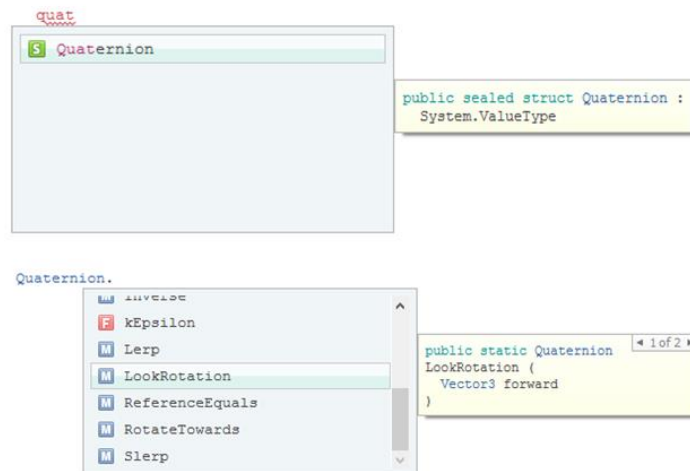 quat
S Quaternion
public sealed struct Quaternion :
System.ValueType
Quaternion.
M Inverse
F kEpsilon
M Lerp
M LookRotation
M ReferenceEquals
M RotateTowards
M Slerp
1 of 2
public static Quaternion
LookRotation (
Vector3 forward
)